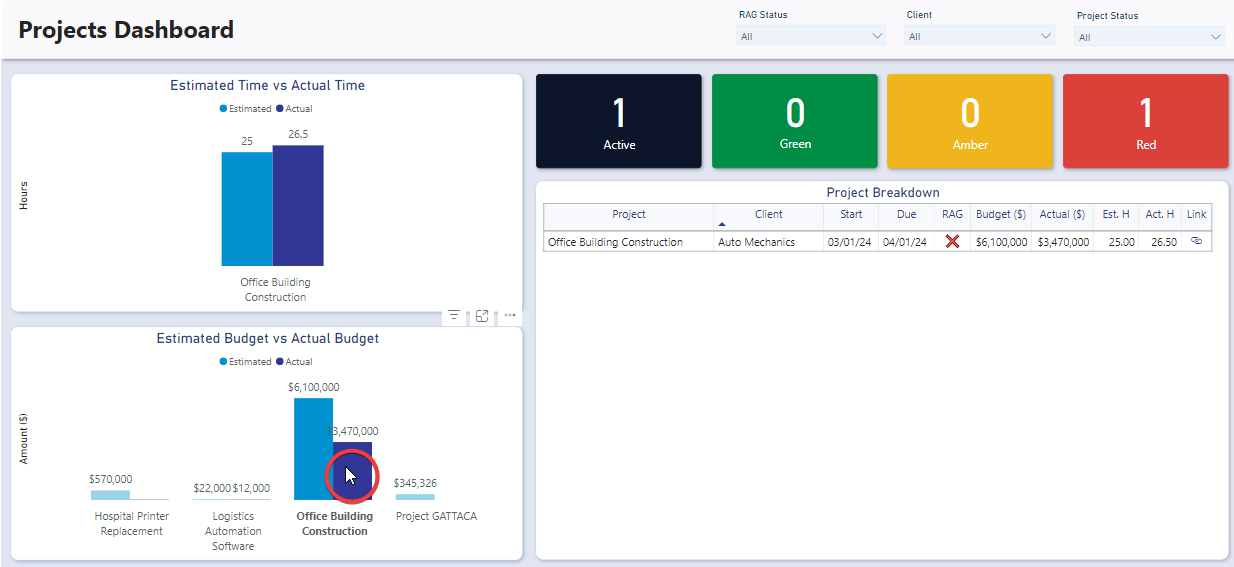 Projects Dashboard
RAG Status
All
Client
All
Project Status
All
Estimated Time vs Actual Time
Estimated Actual
25
26.5
Hours
Office Building
Construction
1
Active
0
Green
0
Amber
1
Red
Project Breakdown
Project Client Start Due RAG Budget ($) Actual ($) Est. H Act. H Link
Office Building Construction Auto Mechanics 03/01/24 04/01/24 $6,100,000 $3,470,000 25.00 26.50
Estimated Budget vs Actual Budget
Estimated Actual
Amount ($)
$6,100,000
$3,470,000
$570,000
$22,000 $12,000
$345,326
Hospital Printer
Replacement
Logistics
Automation
Software
Office Building
Construction
Project GATTACA